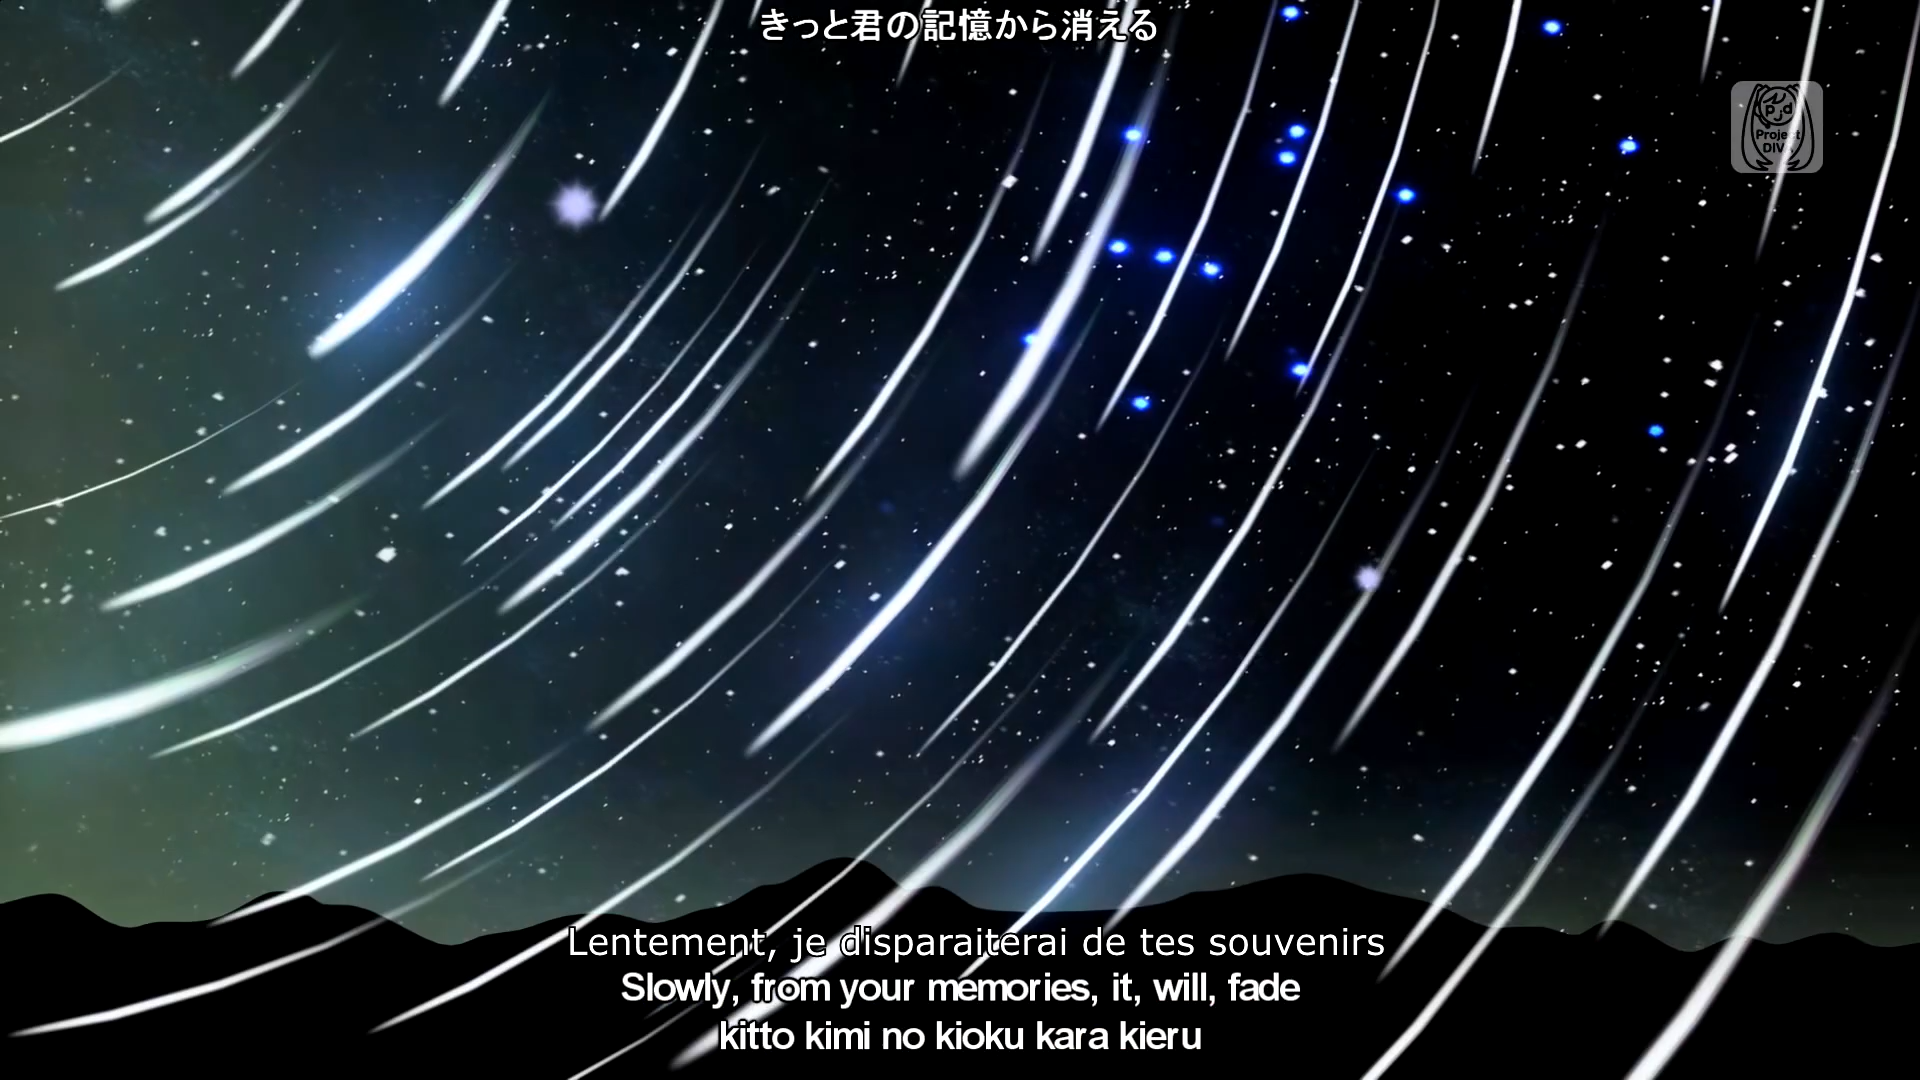 きっと君の記憶から消える
P d
Project
DIVA
Lentement, je disparaiterai de tes souvenirs
Slowly, from your memories, it, will, fade
kitto kimi no kioku kara kieru